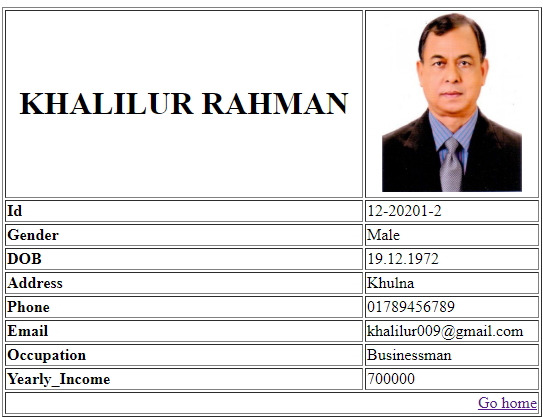 KHALILUR RAHMAN
Id 12-20201-2
Gender Male
DOB 19.12.1972
Address Khulna
Phone 01789456789
Email khalilur009@gmail.com
Occupation Businessman
Yearly_Income 700000
Go home